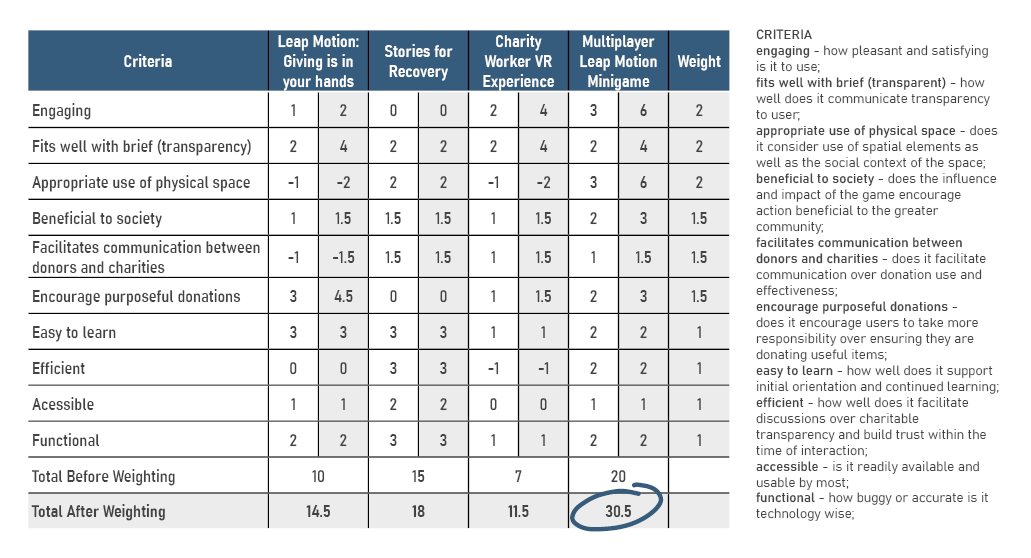 Criteria Leap Motion: Giving is in your hands Stories for Recovery Charity Worker VR Experience Multiplayer Leap Motion Minigame Weight
Engaging 1 2 0 0 2 4 3 6 2
Fits well with brief (transparency) 2 4 2 2 2 4 2 4 2
Appropriate use of physical space -1 -2 2 2 -1 -2 3 6 2
Beneficial to society 1 1.5 1.5 1.5 1 1.5 2 3 1.5
Facilitates communication between donors and charities -1 -1.5 1.5 1.5 1 1.5 1 1.5 1.5
Encourage purposeful donations 3 4.5 0 0 1 1.5 2 3 1.5
Easy to learn 3 3 3 3 1 1 2 2 1
Efficient 0 0 3 3 -1 -1 2 2 1
Acessible 1 1 2 2 0 0 1 1 1
Functional 2 2 3 3 1 1 2 2 1
Total Before Weighting 10 15 7 20
Total After Weighting 14.5 18 11.5 30.5
CRITERIA
engaging - how pleasant and satisfying
is it to use;
fits well with brief (transparent) - how
well does it communicate transparency
to user;
appropriate use of physical space - does
it consider use of spatial elements as
well as the social context of the space;
beneficial to society - does the influence
and impact of the game encourage
action beneficial to the greater
community;
facilitates communication between
donors and charities - does it facilitate
communication over donation use and
effectiveness;
encourage purposeful donations -
does it encourage users to take more
responsibility over ensuring they are
donating useful items;
easy to learn - how well does it support
initial orientation and continued learning;
efficient - how well does it facilitate
discussions over charitable
transparency and build trust within the
time of interaction;
accessible - is it readily available and
usable by most;
functional - how buggy or accurate is it
technology wise;